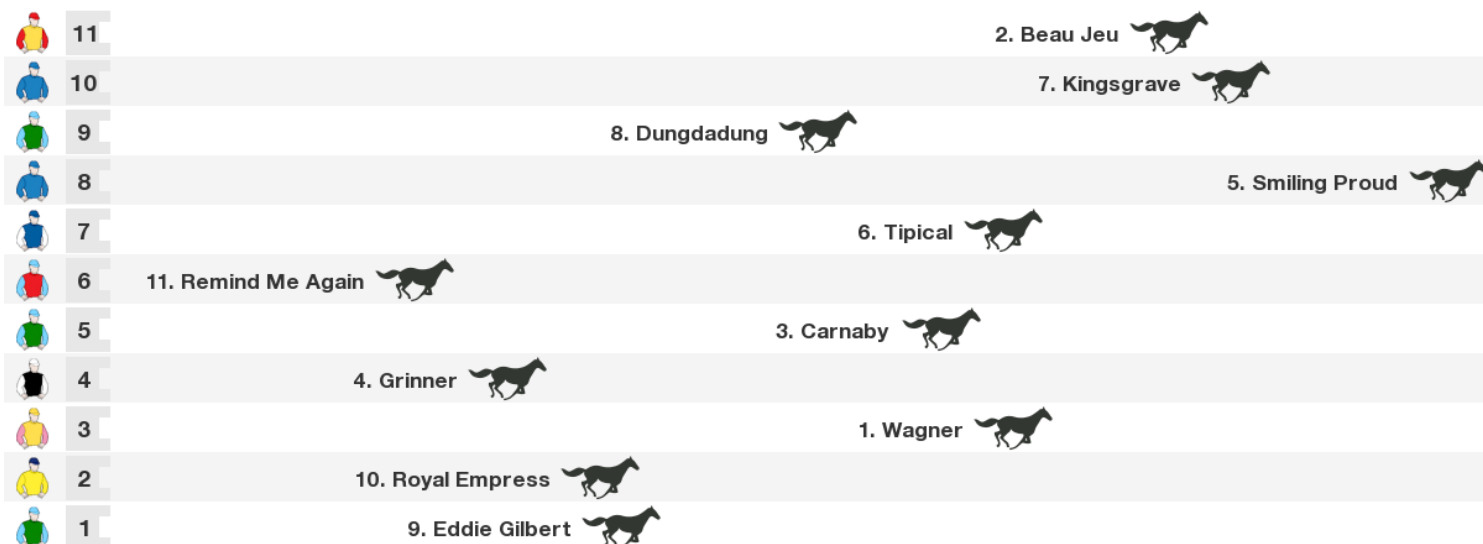 11 2. Beau Jeu
10 7. Kingsgrave
9 8. Dungdadung
8 5. Smiling Proud
7 6. Tipical
6 11. Remind Me Again
5 3. Carnaby
4 4. Grinner
3 1. Wagner
2 10. Royal Empress
1 9. Eddie Gilbert